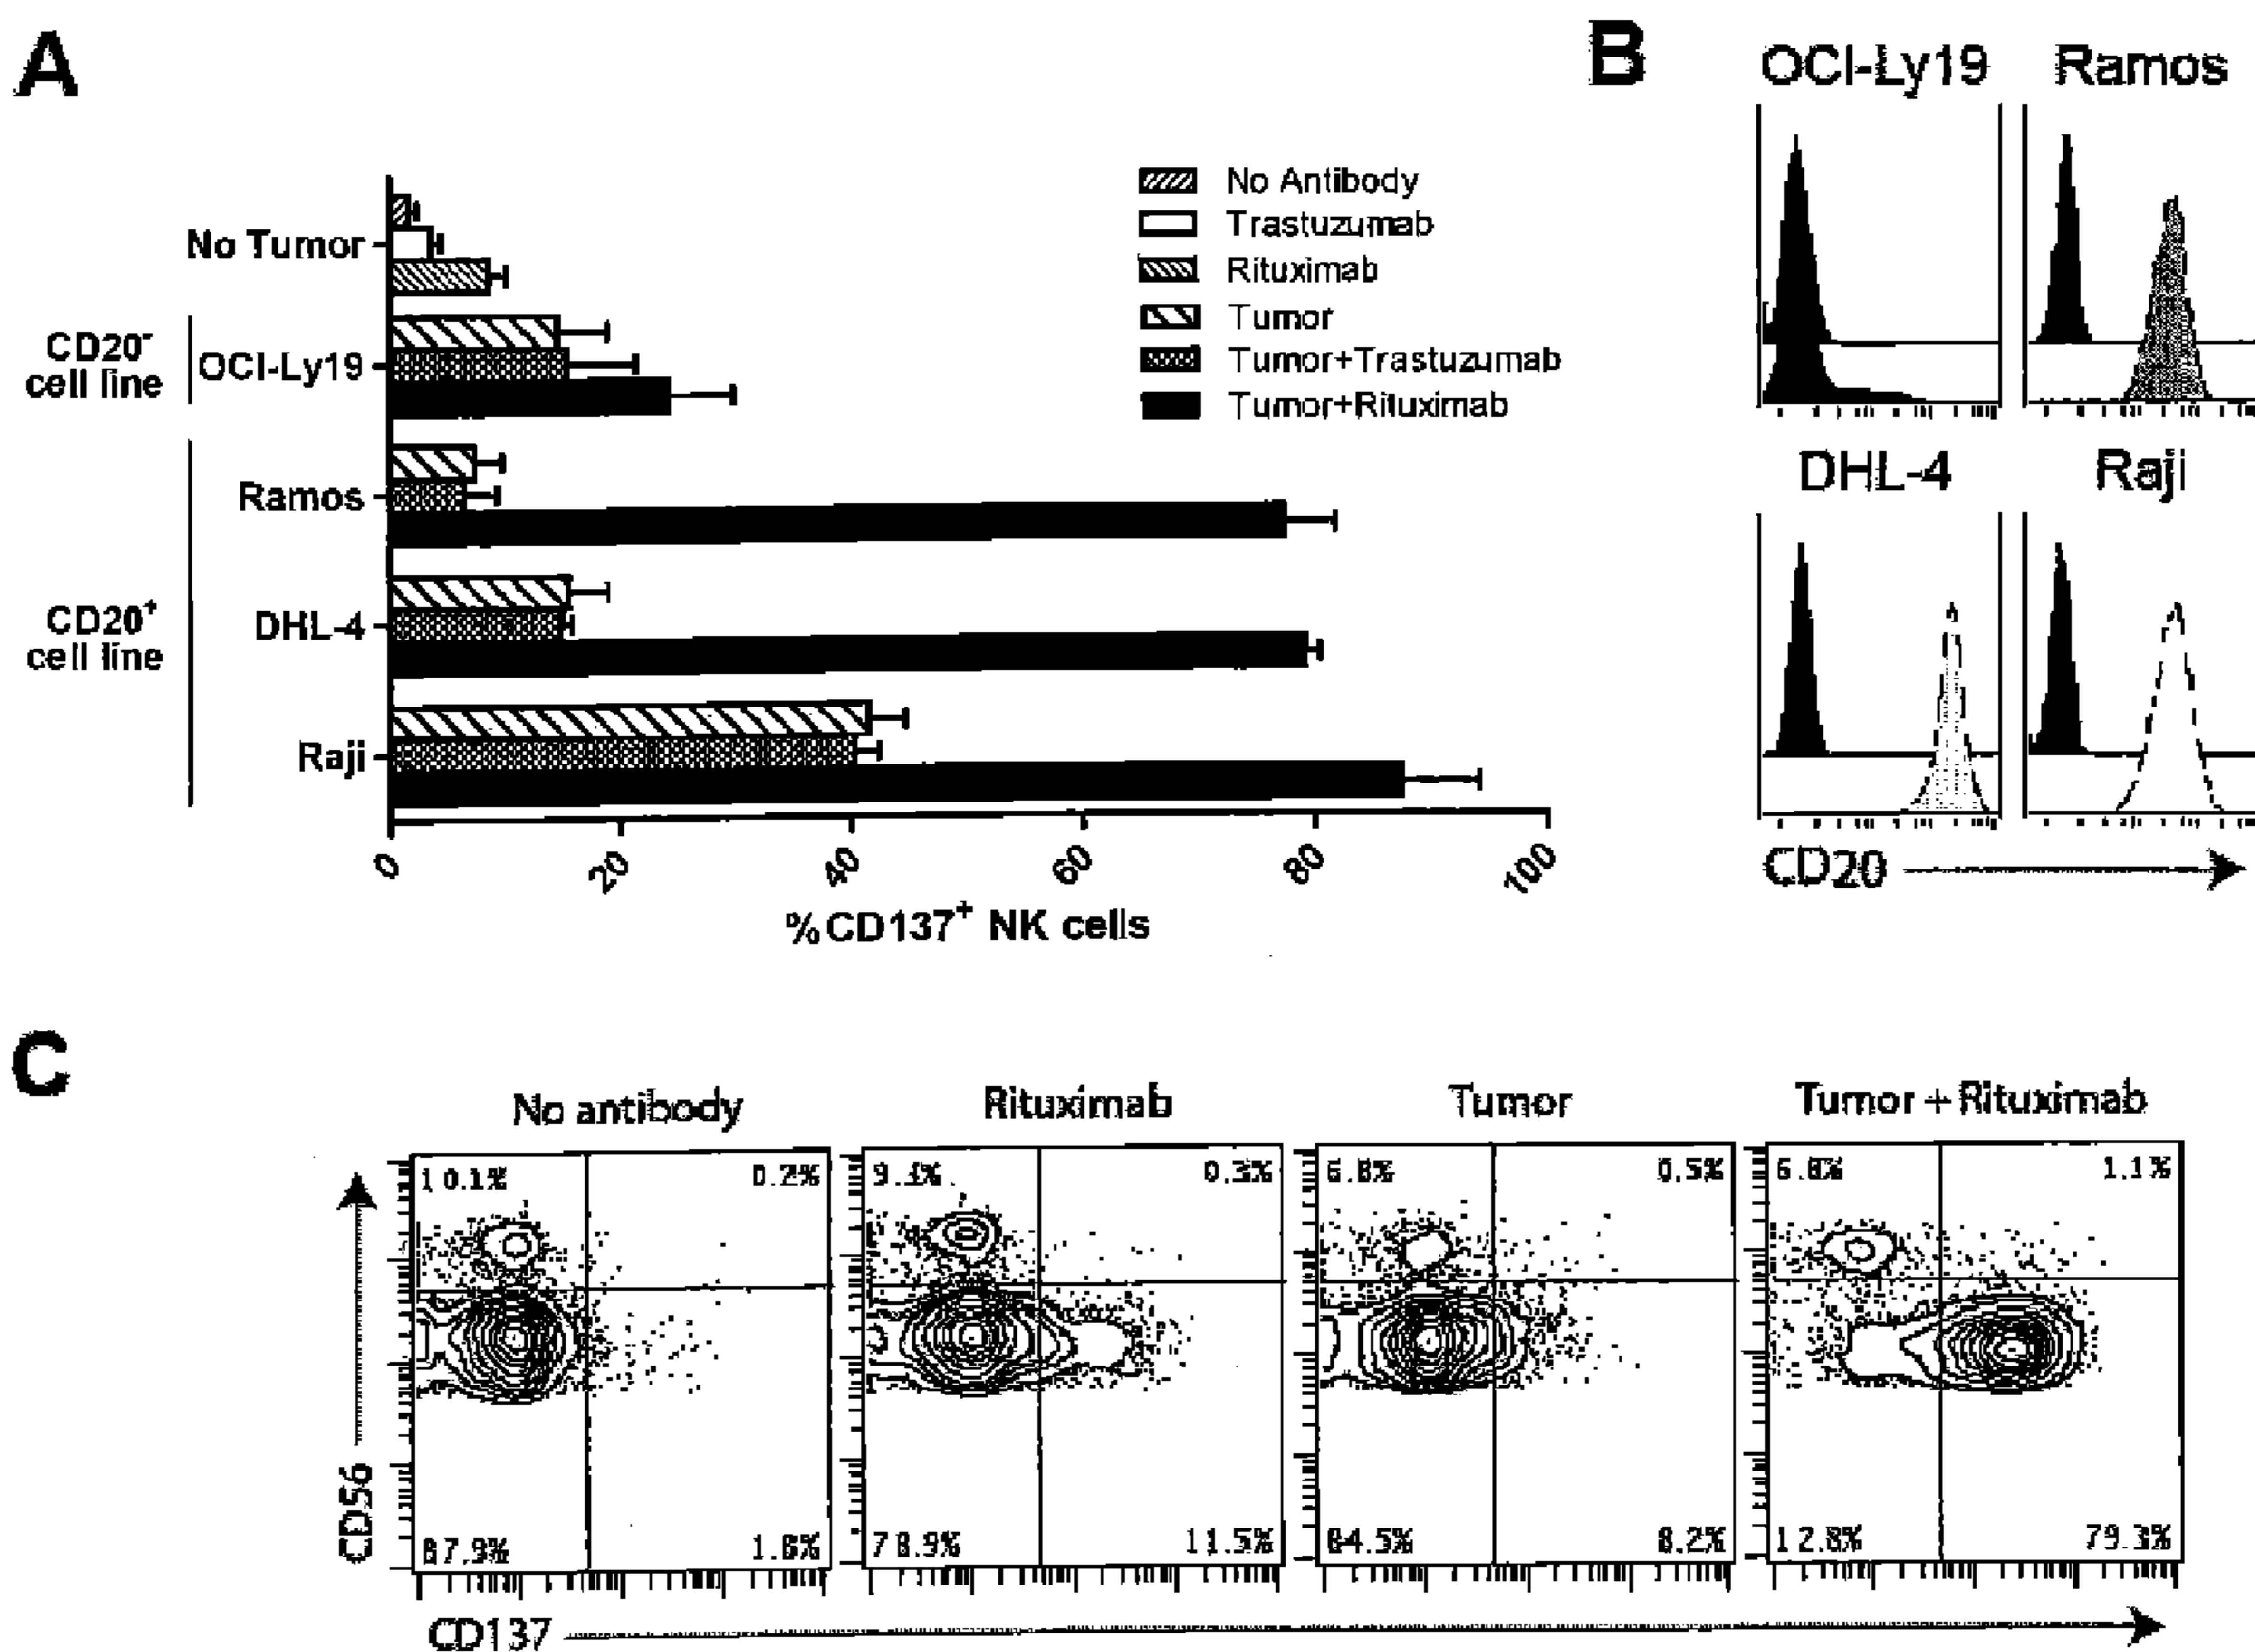 A
No Tumor
CD20-
cell line
OCI-Ly19
Ramos
CD20+
cell line
DHL-4
Raji
No Antibody
Trastuzumab
Rituximab
Tumor
Tumor+Trastuzumab
Tumor+Rituximab
0 20 40 60 80 100
%CD137+ NK cells
B
OCI-Ly19 Ramos
DHL-4 Raji
CD20
C
No antibody Rituximab Tumor Tumor + Rituximab
10.1% 0.2% 0.3% 0.5% 1.1%
87.9% 78.9% 11.5% 84.5% 8.2% 12.8% 79.3%
CD56
CD137